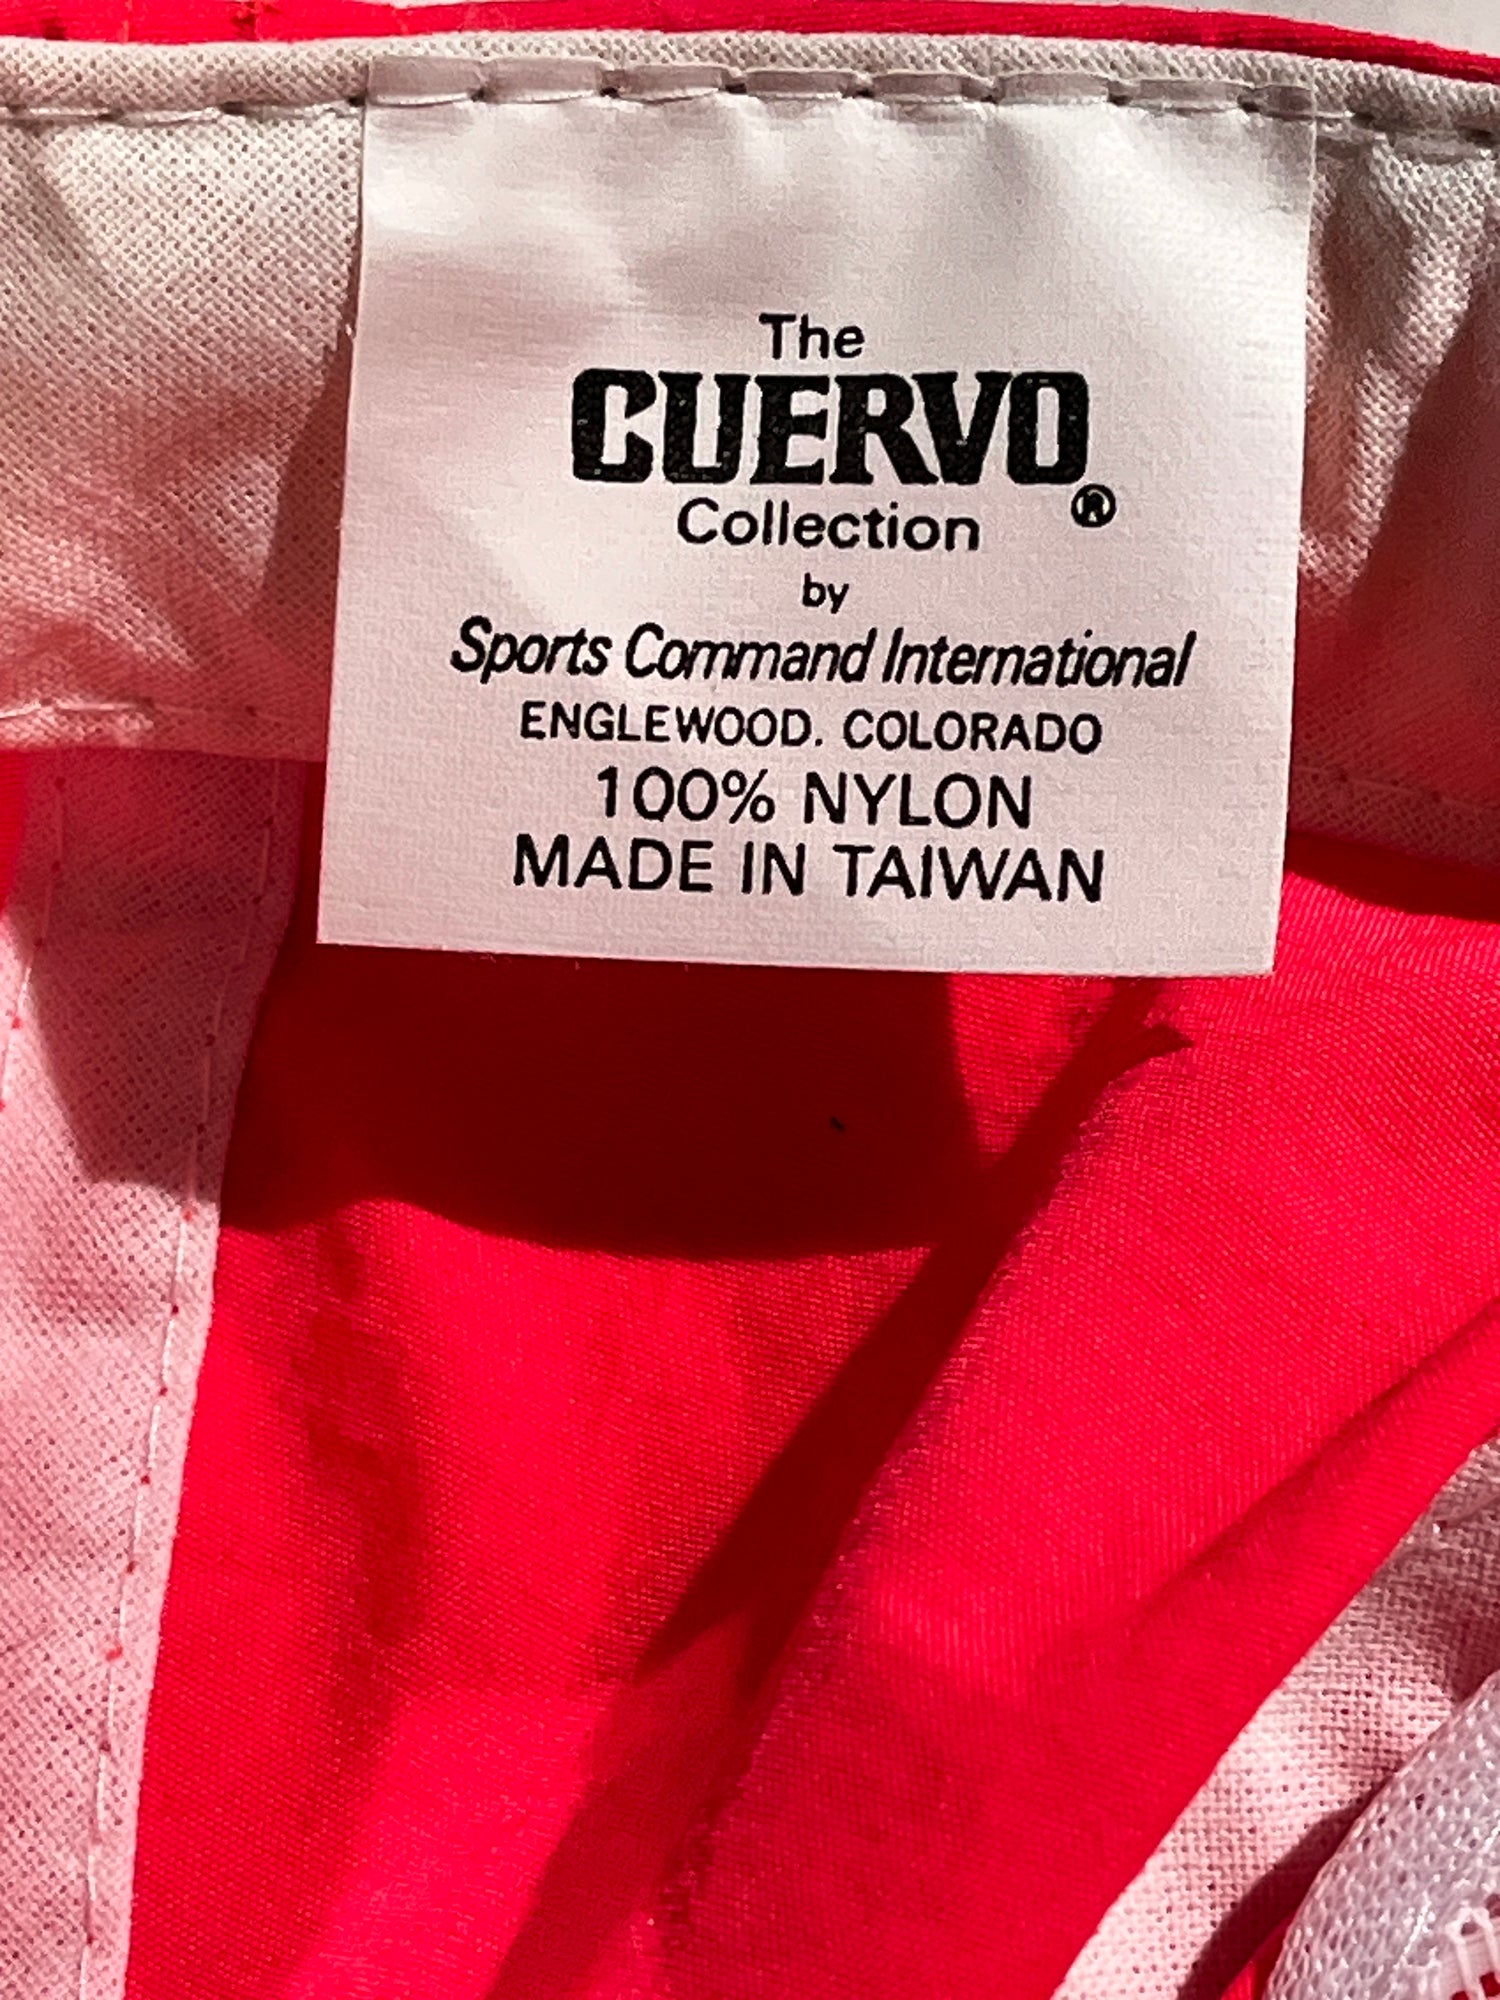 The
CUERVO
Collection ®
by
Sports Command International
ENGLEWOOD. COLORADO
100% NYLON
MADE IN TAIWAN